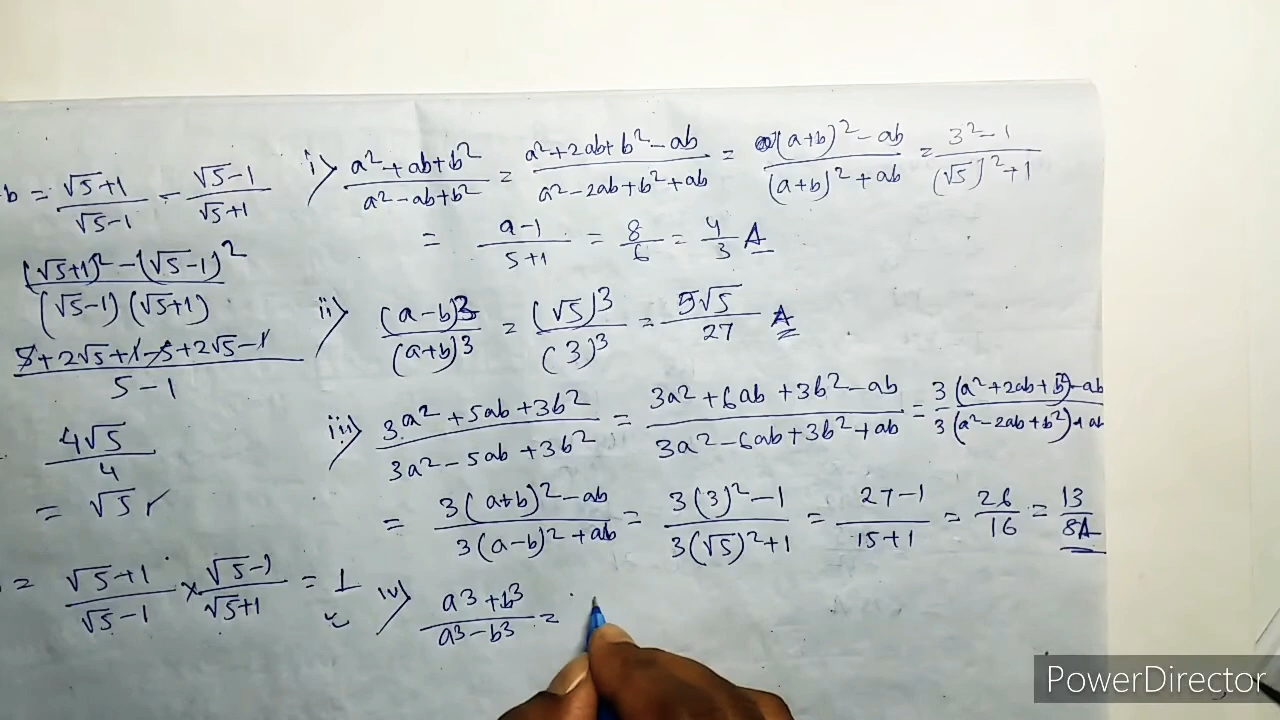 b = √5+1/√5-1 - √5-1/√5+1
(√5+1)² - (√5-1)²/(√5-1)(√5+1)
5+2√5+1-5+2√5-1/5-1
4√5/4
= √5
= √5+1/√5-1 × √5-1/√5+1 = 1
i) a²+ab+b²/a²-ab+b² = a²+2ab+b²-ab/a²-2ab+b²+ab = (a+b)²-ab/(a+b)²+ab = 3²-1/(√5)²+1
= a-1/5+1 = 8/6 = 4/3 A
ii) (a-b)3/(a+b)3 = (√5)3/(3)3 = 5√5/27 A
iii) 3a²+5ab+3b²/3a²-5ab+3b² = 3a²+6ab+3b²-ab/3a²-6ab+3b²+ab = 3(a²+2ab+b²)-ab/3(a²-2ab+b²)+ab
= 3(a+b)²-ab/3(a-b)²+ab = 3(3)²-1/3(√5)²+1 = 27-1/15+1 = 26/16 = 13/8 A
iv) a3+b3/a3-b3 =
PowerDirector